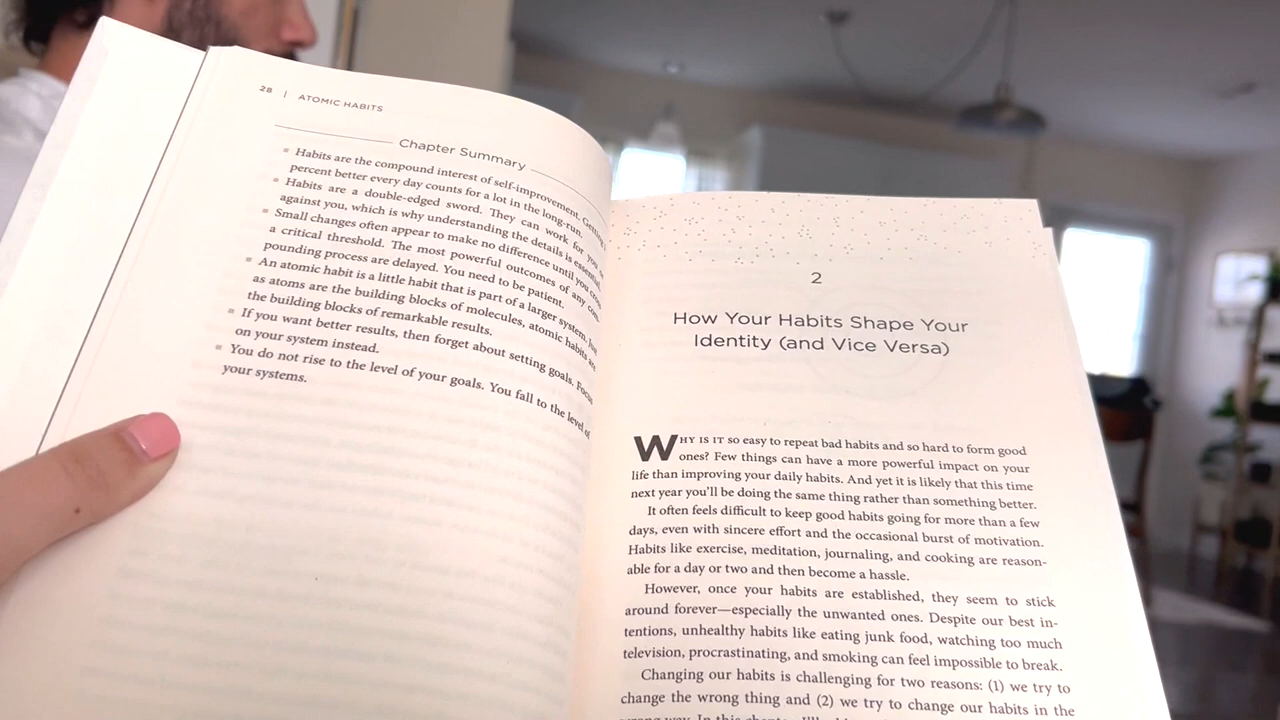 28 | ATOMIC HABITS
Chapter Summary
Habits are the compound interest of self-improvement. Getting
percent better every day counts for a lot in the long-run.
Habits are a double-edged sword. They can work for you
against you, which is why understanding the details is essential.
Small changes often appear to make no difference until you cross
a critical threshold. The most powerful outcomes of any com
pounding process are delayed. You need to be patient.
An atomic habit is a little habit that is part of a larger system. Just
as atoms are the building blocks of molecules, atomic habits are
the building blocks of remarkable results.
If you want better results, then forget about setting goals. Focus
on your system instead.
You do not rise to the level of your goals. You fall to the level of
your systems.
2
How Your Habits Shape Your
Identity (and Vice Versa)
WHY IS IT so easy to repeat bad habits and so hard to form good
ones? Few things can have a more powerful impact on your
life than improving your daily habits. And yet it is likely that this time
next year you'll be doing the same thing rather than something better.
It often feels difficult to keep good habits going for more than a few
days, even with sincere effort and the occasional burst of motivation.
Habits like exercise, meditation, journaling, and cooking are reason-
able for a day or two and then become a hassle.
However, once your habits are established, they seem to stick
around forever—especially the unwanted ones. Despite our best in-
tentions, unhealthy habits like eating junk food, watching too much
television, procrastinating, and smoking can feel impossible to break.
Changing our habits is challenging for two reasons: (1) we try to
change the wrong thing and (2) we try to change our habits in the